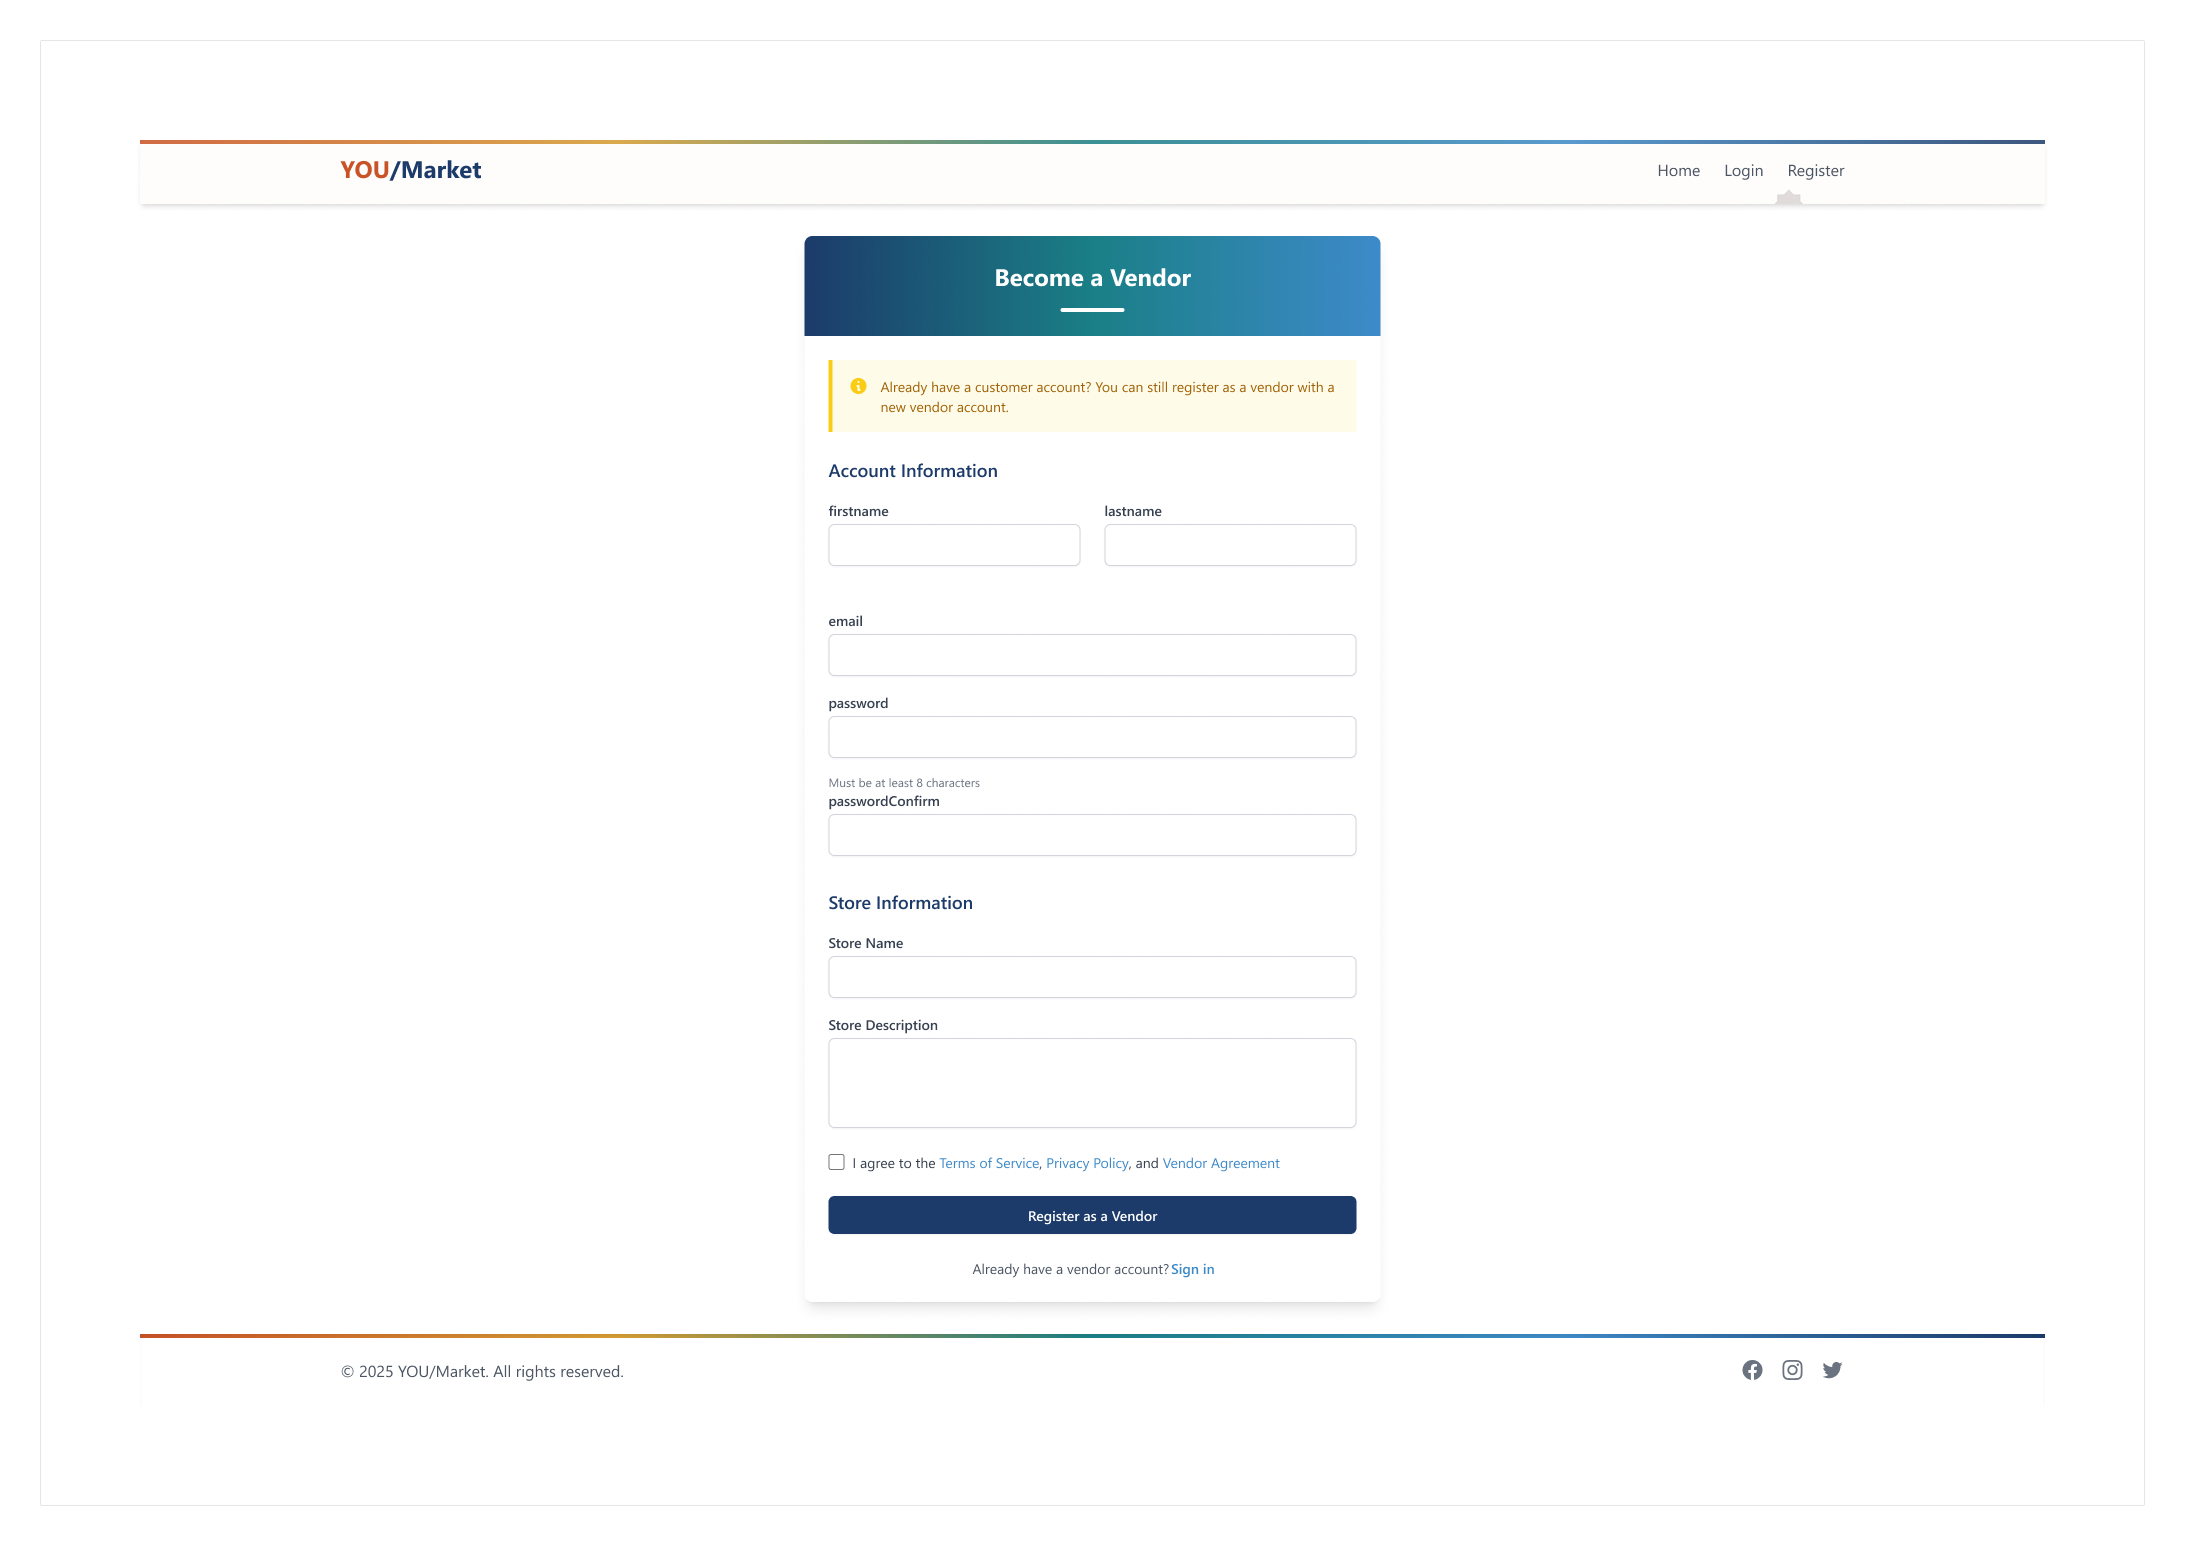 YOU/Market
Home Login Register
Become a Vendor
Already have a customer account? You can still register as a vendor with a
new vendor account.
Account Information
firstname lastname
email
password
Must be at least 8 characters
passwordConfirm
Store Information
Store Name
Store Description
I agree to the Terms of Service, Privacy Policy, and Vendor Agreement
Register as a Vendor
Already have a vendor account? Sign in
© 2025 YOU/Market. All rights reserved.